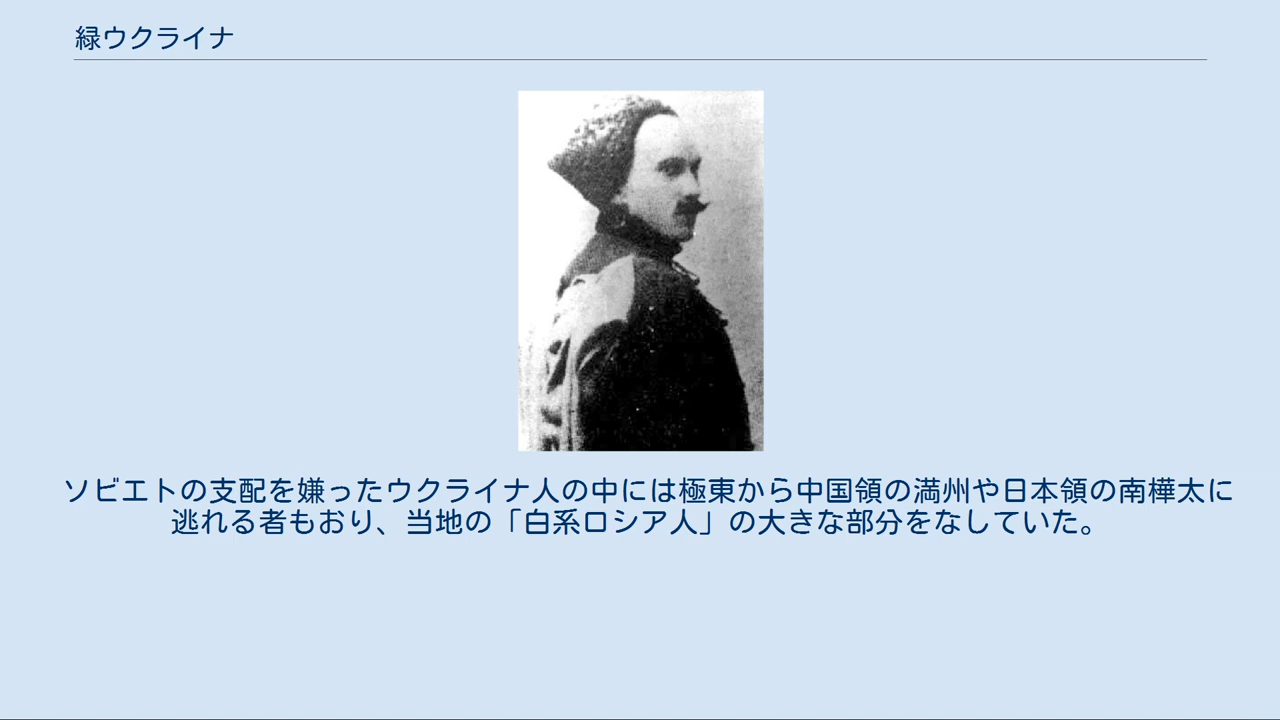 緑ウクライナ
ソビエトの支配を嫌ったウクライナ人の中には極東から中国領の満州や日本領の南樺太に
逃れる者もおり、当地の「白系ロシア人」の大きな部分をなしていた。